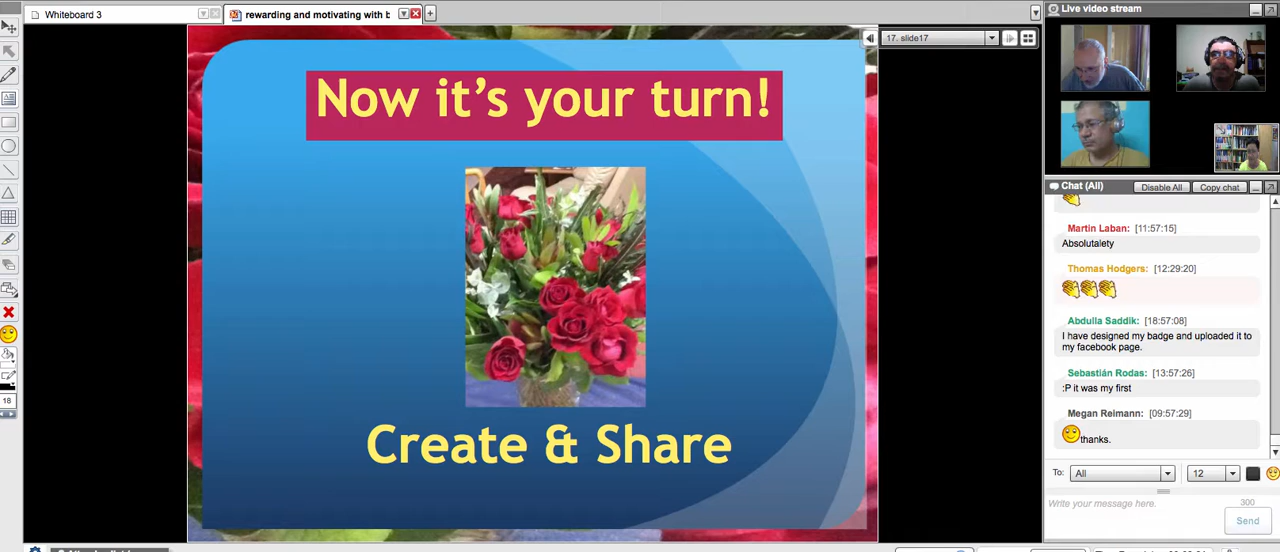 Whiteboard 3
rewarding and motivating with b
17. slide17
Now it's your turn!
Create & Share
18
Live video stream
Chat (All)
Disable All
Copy chat
Martin Laban: [11:57:15]
Absolutaiety
Thomas Hodgers: [12:29:20]
Abdulla Saddik: [18:57:08]
I have designed my badge and uploaded it to
my facebook page.
Sebastián Rodas: [13:57:26]
:P it was my first
Megan Reimann: [09:57:29]
thanks.
To:
All
12
Write your message here.
300
Send